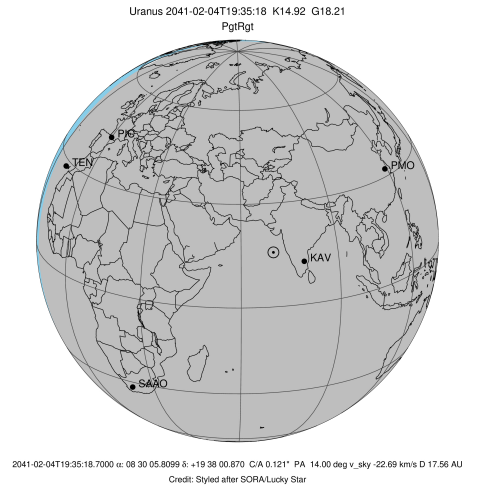 Uranus 2041-02-04T19:35:18 K14.92 G18.21
PgtRgt
PIC
TEN
PMO
KAV
SAAO
2041-02-04T19:35:18.7000 α: 08 30 05.8099 δ: +19 38 00.870 C/A 0.121" PA 14.00 deg v_sky -22.69 km/s D 17.56 AU
Credit: Styled after SORA/Lucky Star